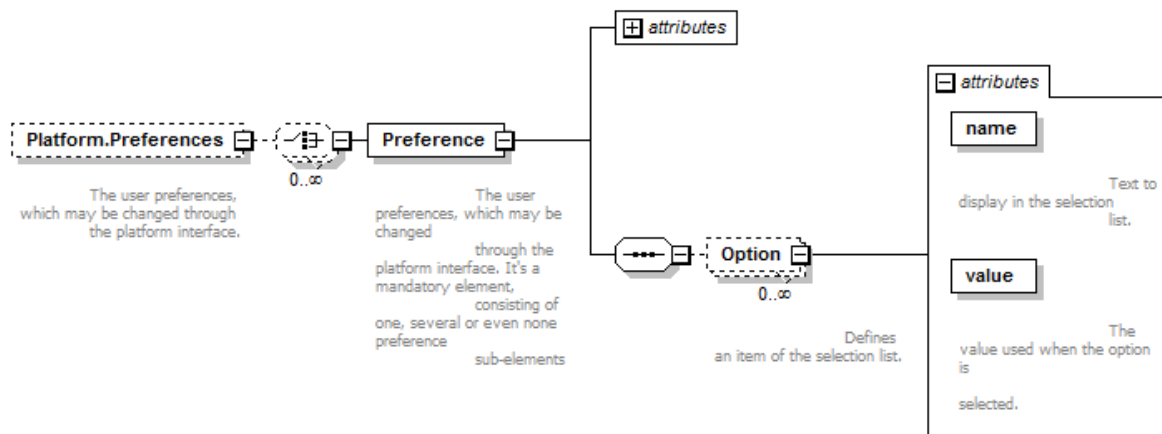 attributes
attributes
name
Platform.Preferences
Preference
0..∞
The user preferences,
which may be changed through
the platform interface.
The user
preferences, which may be
changed
through the
platform interface. It's a
mandatory element,
consisting of
one, several or even none
preference
sub-elements
Text to
display in the selection
list.
Option
0..∞
value
Defines
an item of the selection list.
The
value used when the option
is
selected.